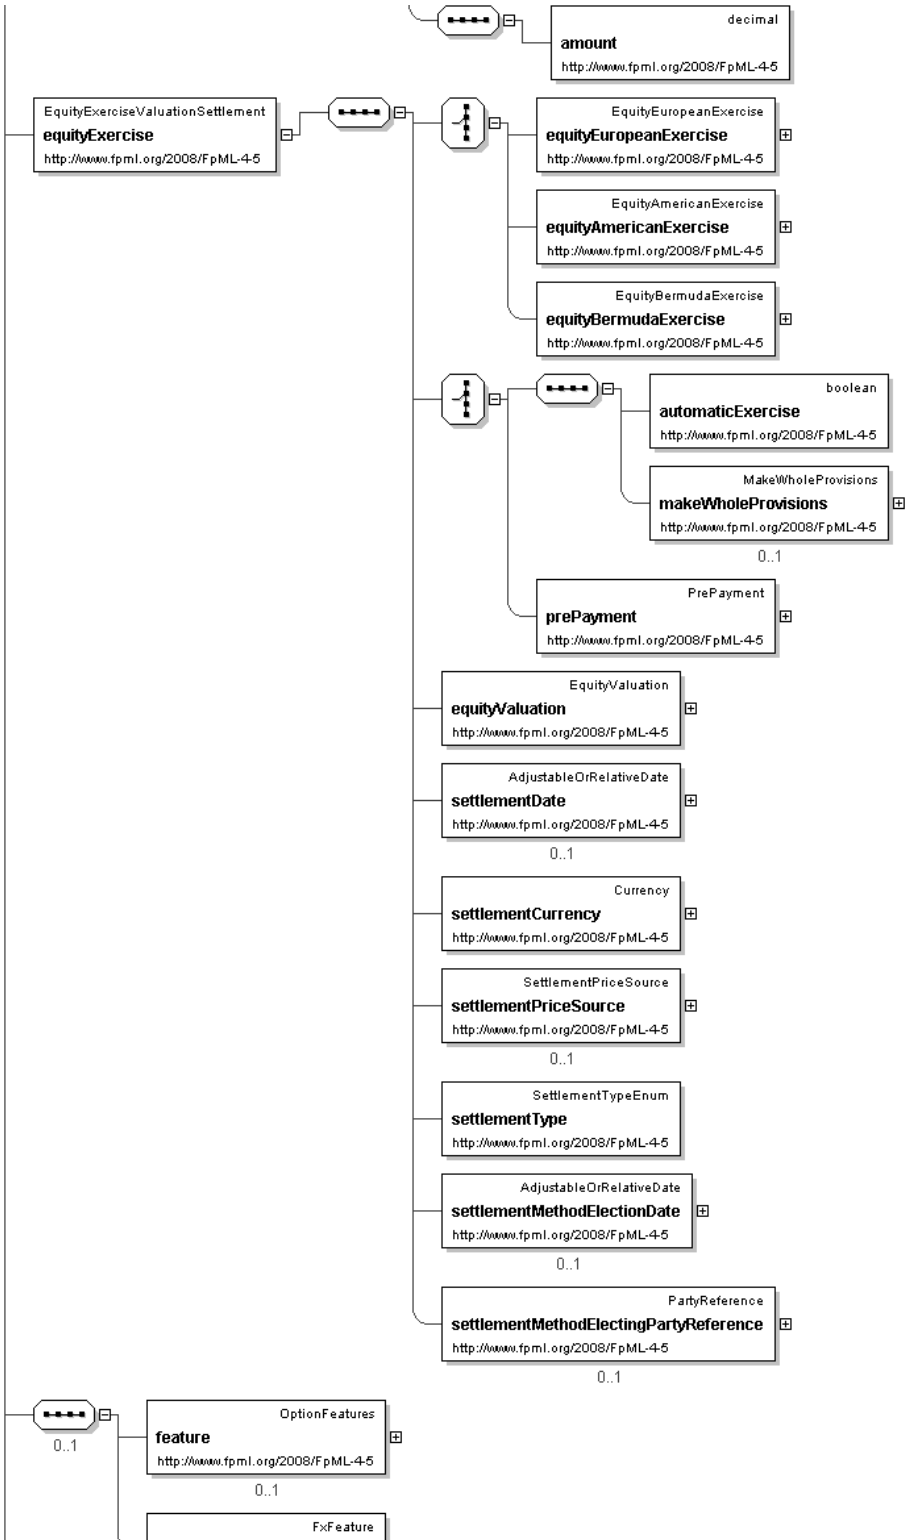 decimal
amount
http://www.fpml.org/2008/FpML-4-5
EquityExerciseValuationSettlement
equityExercise
http://www.fpml.org/2008/FpML-4-5
EquityEuropeanExercise
equityEuropeanExercise
http://www.fpml.org/2008/FpML-4-5
EquityAmericanExercise
equityAmericanExercise
http://www.fpml.org/2008/FpML-4-5
EquityBermudaExercise
equityBermudaExercise
http://www.fpml.org/2008/FpML-4-5
boolean
automaticExercise
http://www.fpml.org/2008/FpML-4-5
MakeWholeProvisions
makeWholeProvisions
http://www.fpml.org/2008/FpML-4-5
0..1
PrePayment
prePayment
http://www.fpml.org/2008/FpML-4-5
EquityValuation
equityValuation
http://www.fpml.org/2008/FpML-4-5
AdjustableOrRelativeDate
settlementDate
http://www.fpml.org/2008/FpML-4-5
0..1
Currency
settlementCurrency
http://www.fpml.org/2008/FpML-4-5
SettlementPriceSource
settlementPriceSource
http://www.fpml.org/2008/FpML-4-5
0..1
SettlementTypeEnum
settlementType
http://www.fpml.org/2008/FpML-4-5
AdjustableOrRelativeDate
settlementMethodElectionDate
http://www.fpml.org/2008/FpML-4-5
0..1
PartyReference
settlementMethodElectingPartyReference
http://www.fpml.org/2008/FpML-4-5
0..1
0..1
OptionFeatures
feature
http://www.fpml.org/2008/FpML-4-5
0..1
FxFeature